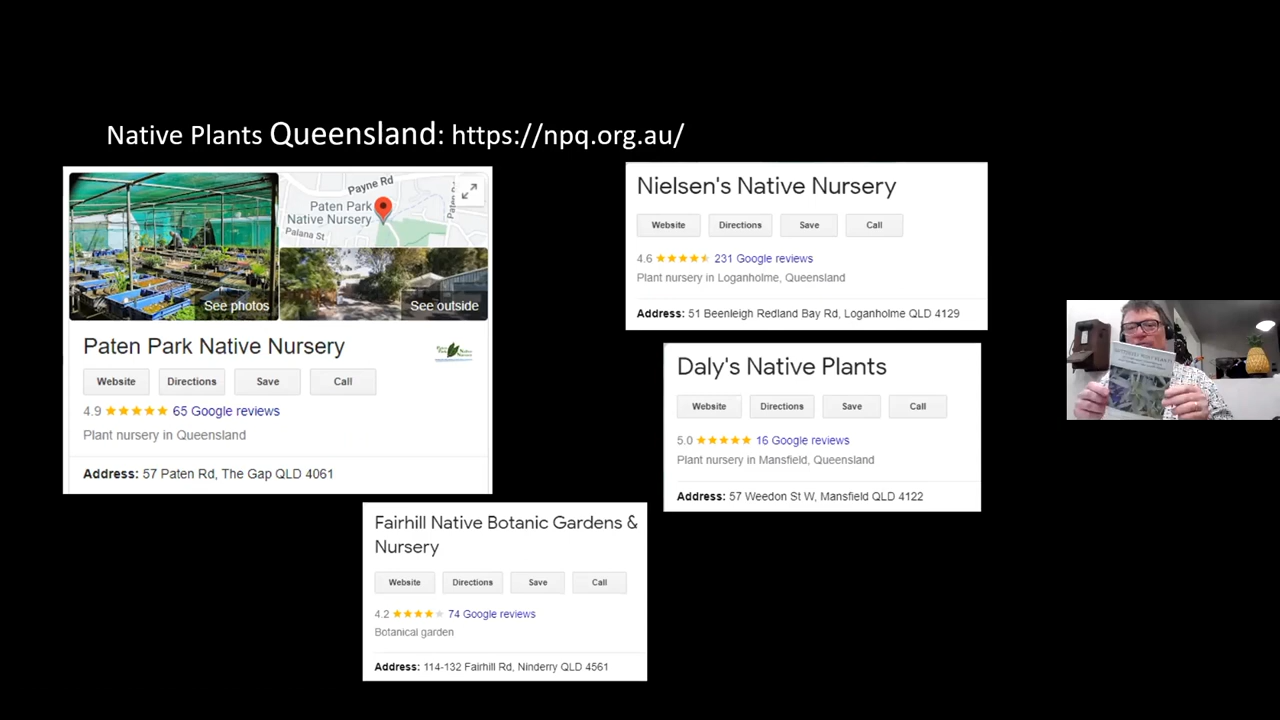 Native Plants Queensland: https://npq.org.au/
Payne Rd
Paten Park
Native Nursery
Palana St
See photos
See outside
Paten Park Native Nursery
Website Directions Save Call
4.9 65 Google reviews
Plant nursery in Queensland
Address: 57 Paten Rd, The Gap QLD 4061
Nielsen's Native Nursery
Website Directions Save Call
4.6 231 Google reviews
Plant nursery in Loganholme, Queensland
Address: 51 Beenleigh Redland Bay Rd, Loganholme QLD 4129
Daly's Native Plants
Website Directions Save Call
5.0 16 Google reviews
Plant nursery in Mansfield, Queensland
Address: 57 Weedon St W, Mansfield QLD 4122
Fairhill Native Botanic Gardens &
Nursery
Website Directions Save Call
4.2 74 Google reviews
Botanical garden
Address: 114-132 Fairhill Rd, Ninderry QLD 4561